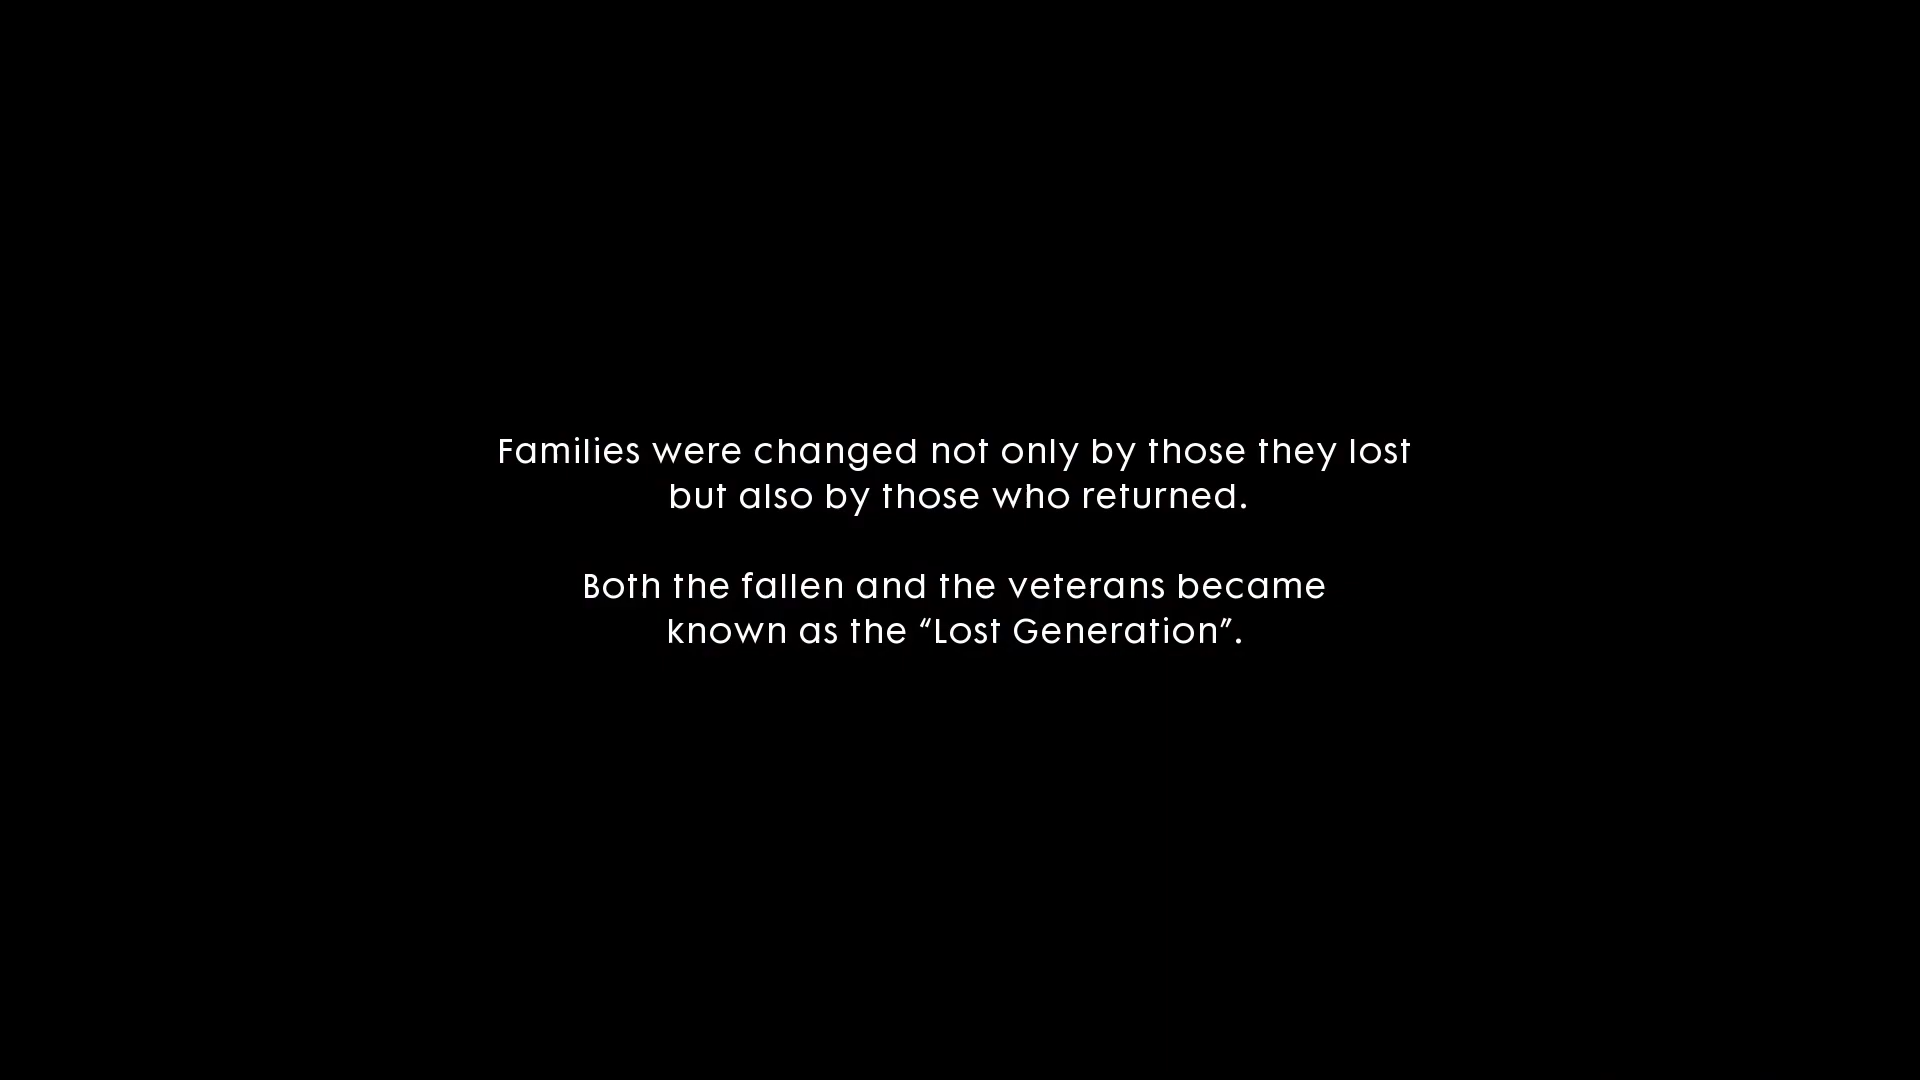 Families were changed not only by those they lost
but also by those who returned.
Both the fallen and the veterans became
known as the “Lost Generation”.